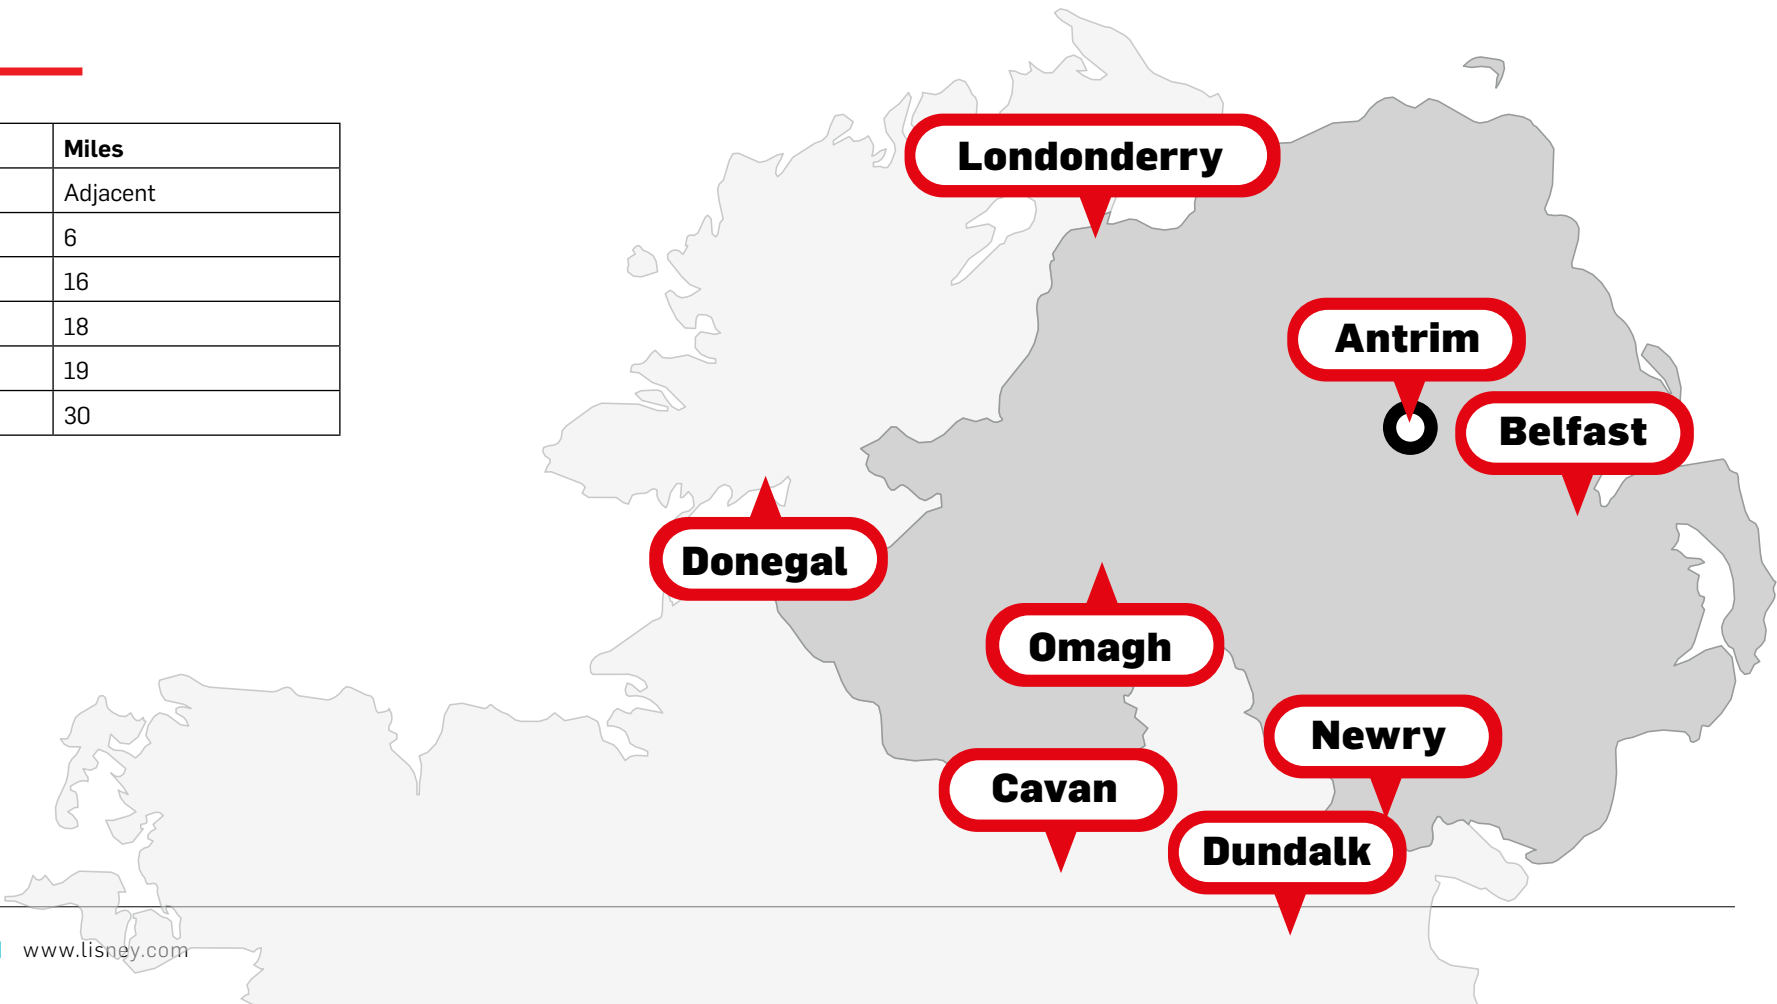 Miles
Adjacent
6
16
18
19
30
Londonderry
Antrim
Belfast
Donegal
Omagh
Newry
Cavan
Dundalk
www.lisney.com